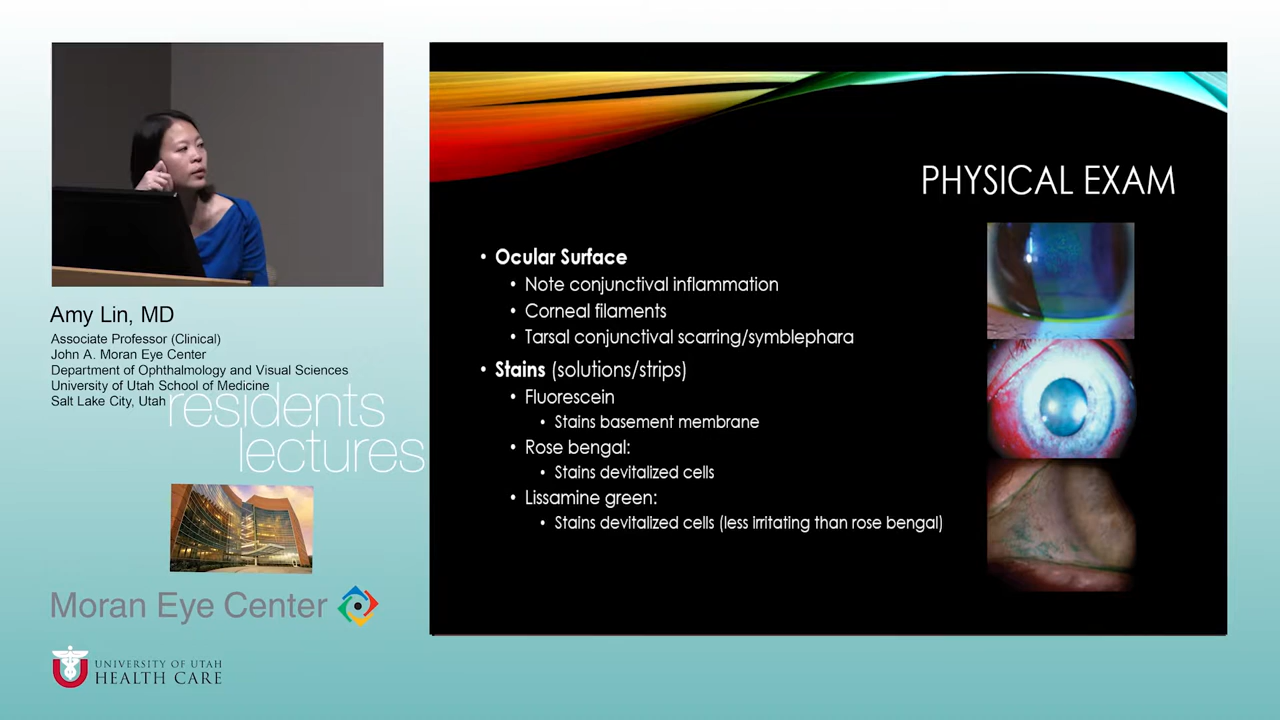 PHYSICAL EXAM
• Ocular Surface
• Note conjunctival inflammation
• Corneal filaments
• Tarsal conjunctival scarring/symblephara
• Stains (solutions/strips)
• Fluorescein
• Stains basement membrane
• Rose bengal:
• Stains devitalized cells
• Lissamine green:
• Stains devitalized cells (less irritating than rose bengal)
Amy Lin, MD
Associate Professor (Clinical)
John A. Moran Eye Center
Department of Ophthalmology and Visual Sciences
University of Utah School of Medicine
Salt Lake City, Utah
residents
lectures
Moran Eye Center
UNIVERSITY OF UTAH
HEALTH CARE